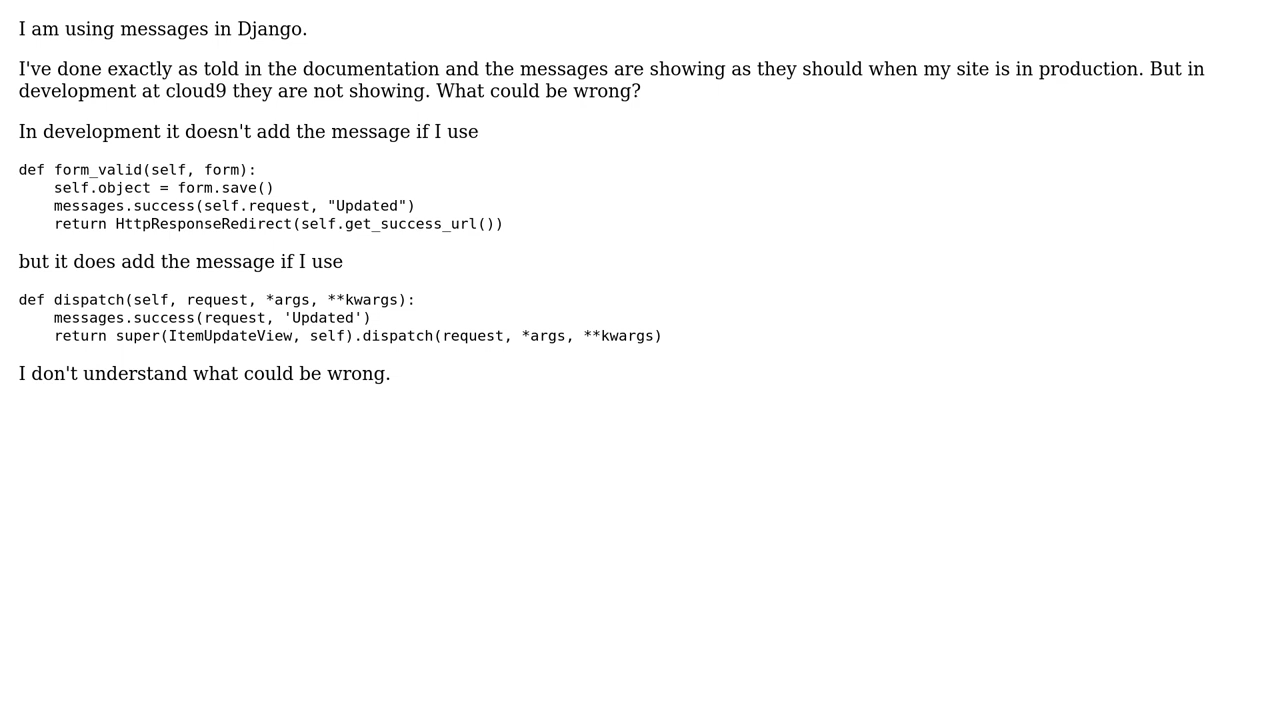 I am using messages in Django.
I've done exactly as told in the documentation and the messages are showing as they should when my site is in production. But in
development at cloud9 they are not showing. What could be wrong?
In development it doesn't add the message if I use
def form_valid(self, form):
    self.object = form.save()
    messages.success(self.request, "Updated")
    return HttpResponseRedirect(self.get_success_url())
but it does add the message if I use
def dispatch(self, request, *args, **kwargs):
    messages.success(request, 'Updated')
    return super(ItemUpdateView, self).dispatch(request, *args, **kwargs)
I don't understand what could be wrong.